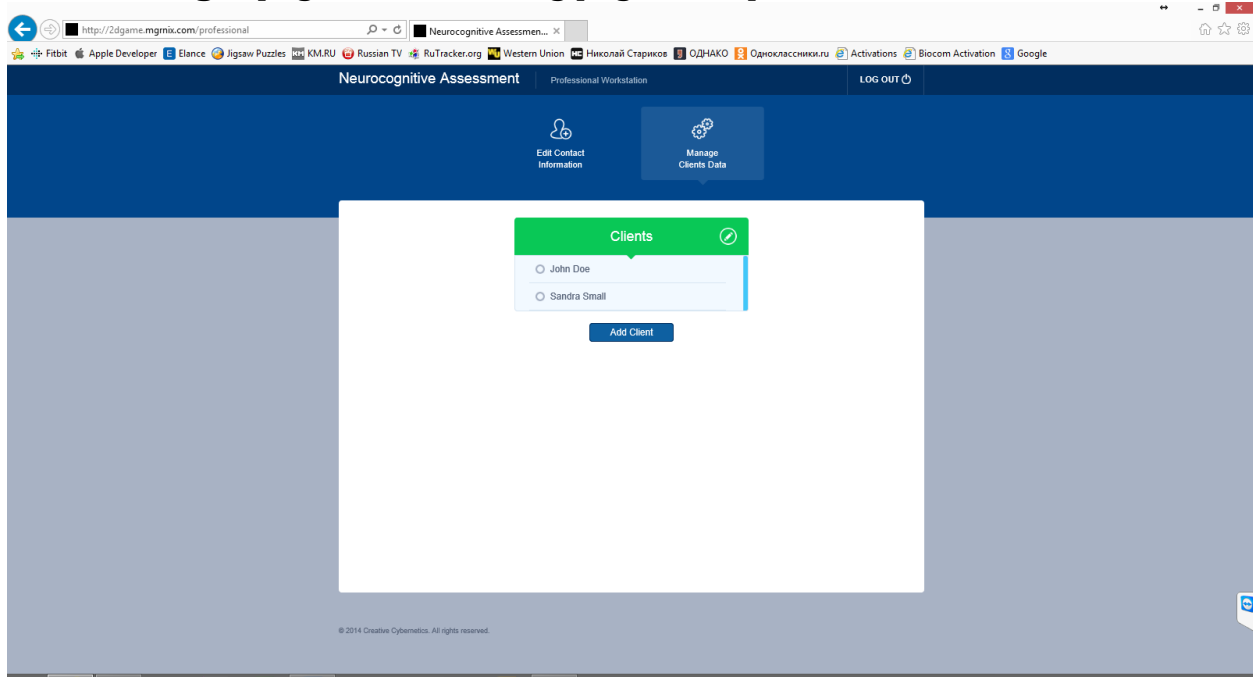 http://2dgame.mgrnix.com/professional
Neurocognitive Assessmen...
Fitbit Apple Developer Elance Jigsaw Puzzles KM.RU Russian TV RuTracker.org Western Union Николай Стариков ОДНАКО Одноклассники.ru Activations Biocom Activation Google
Neurocognitive Assessment Professional Workstation LOG OUT
Edit Contact
Information
Manage
Clients Data
Clients
John Doe
Sandra Small
Add Client
© 2014 Creative Cybernetics. All rights reserved.